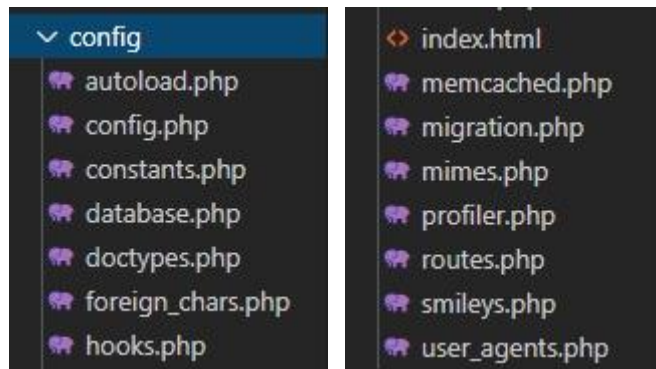 config
autoload.php
config.php
constants.php
database.php
doctypes.php
foreign_chars.php
hooks.php
index.html
memcached.php
migration.php
mimes.php
profiler.php
routes.php
smileys.php
user_agents.php